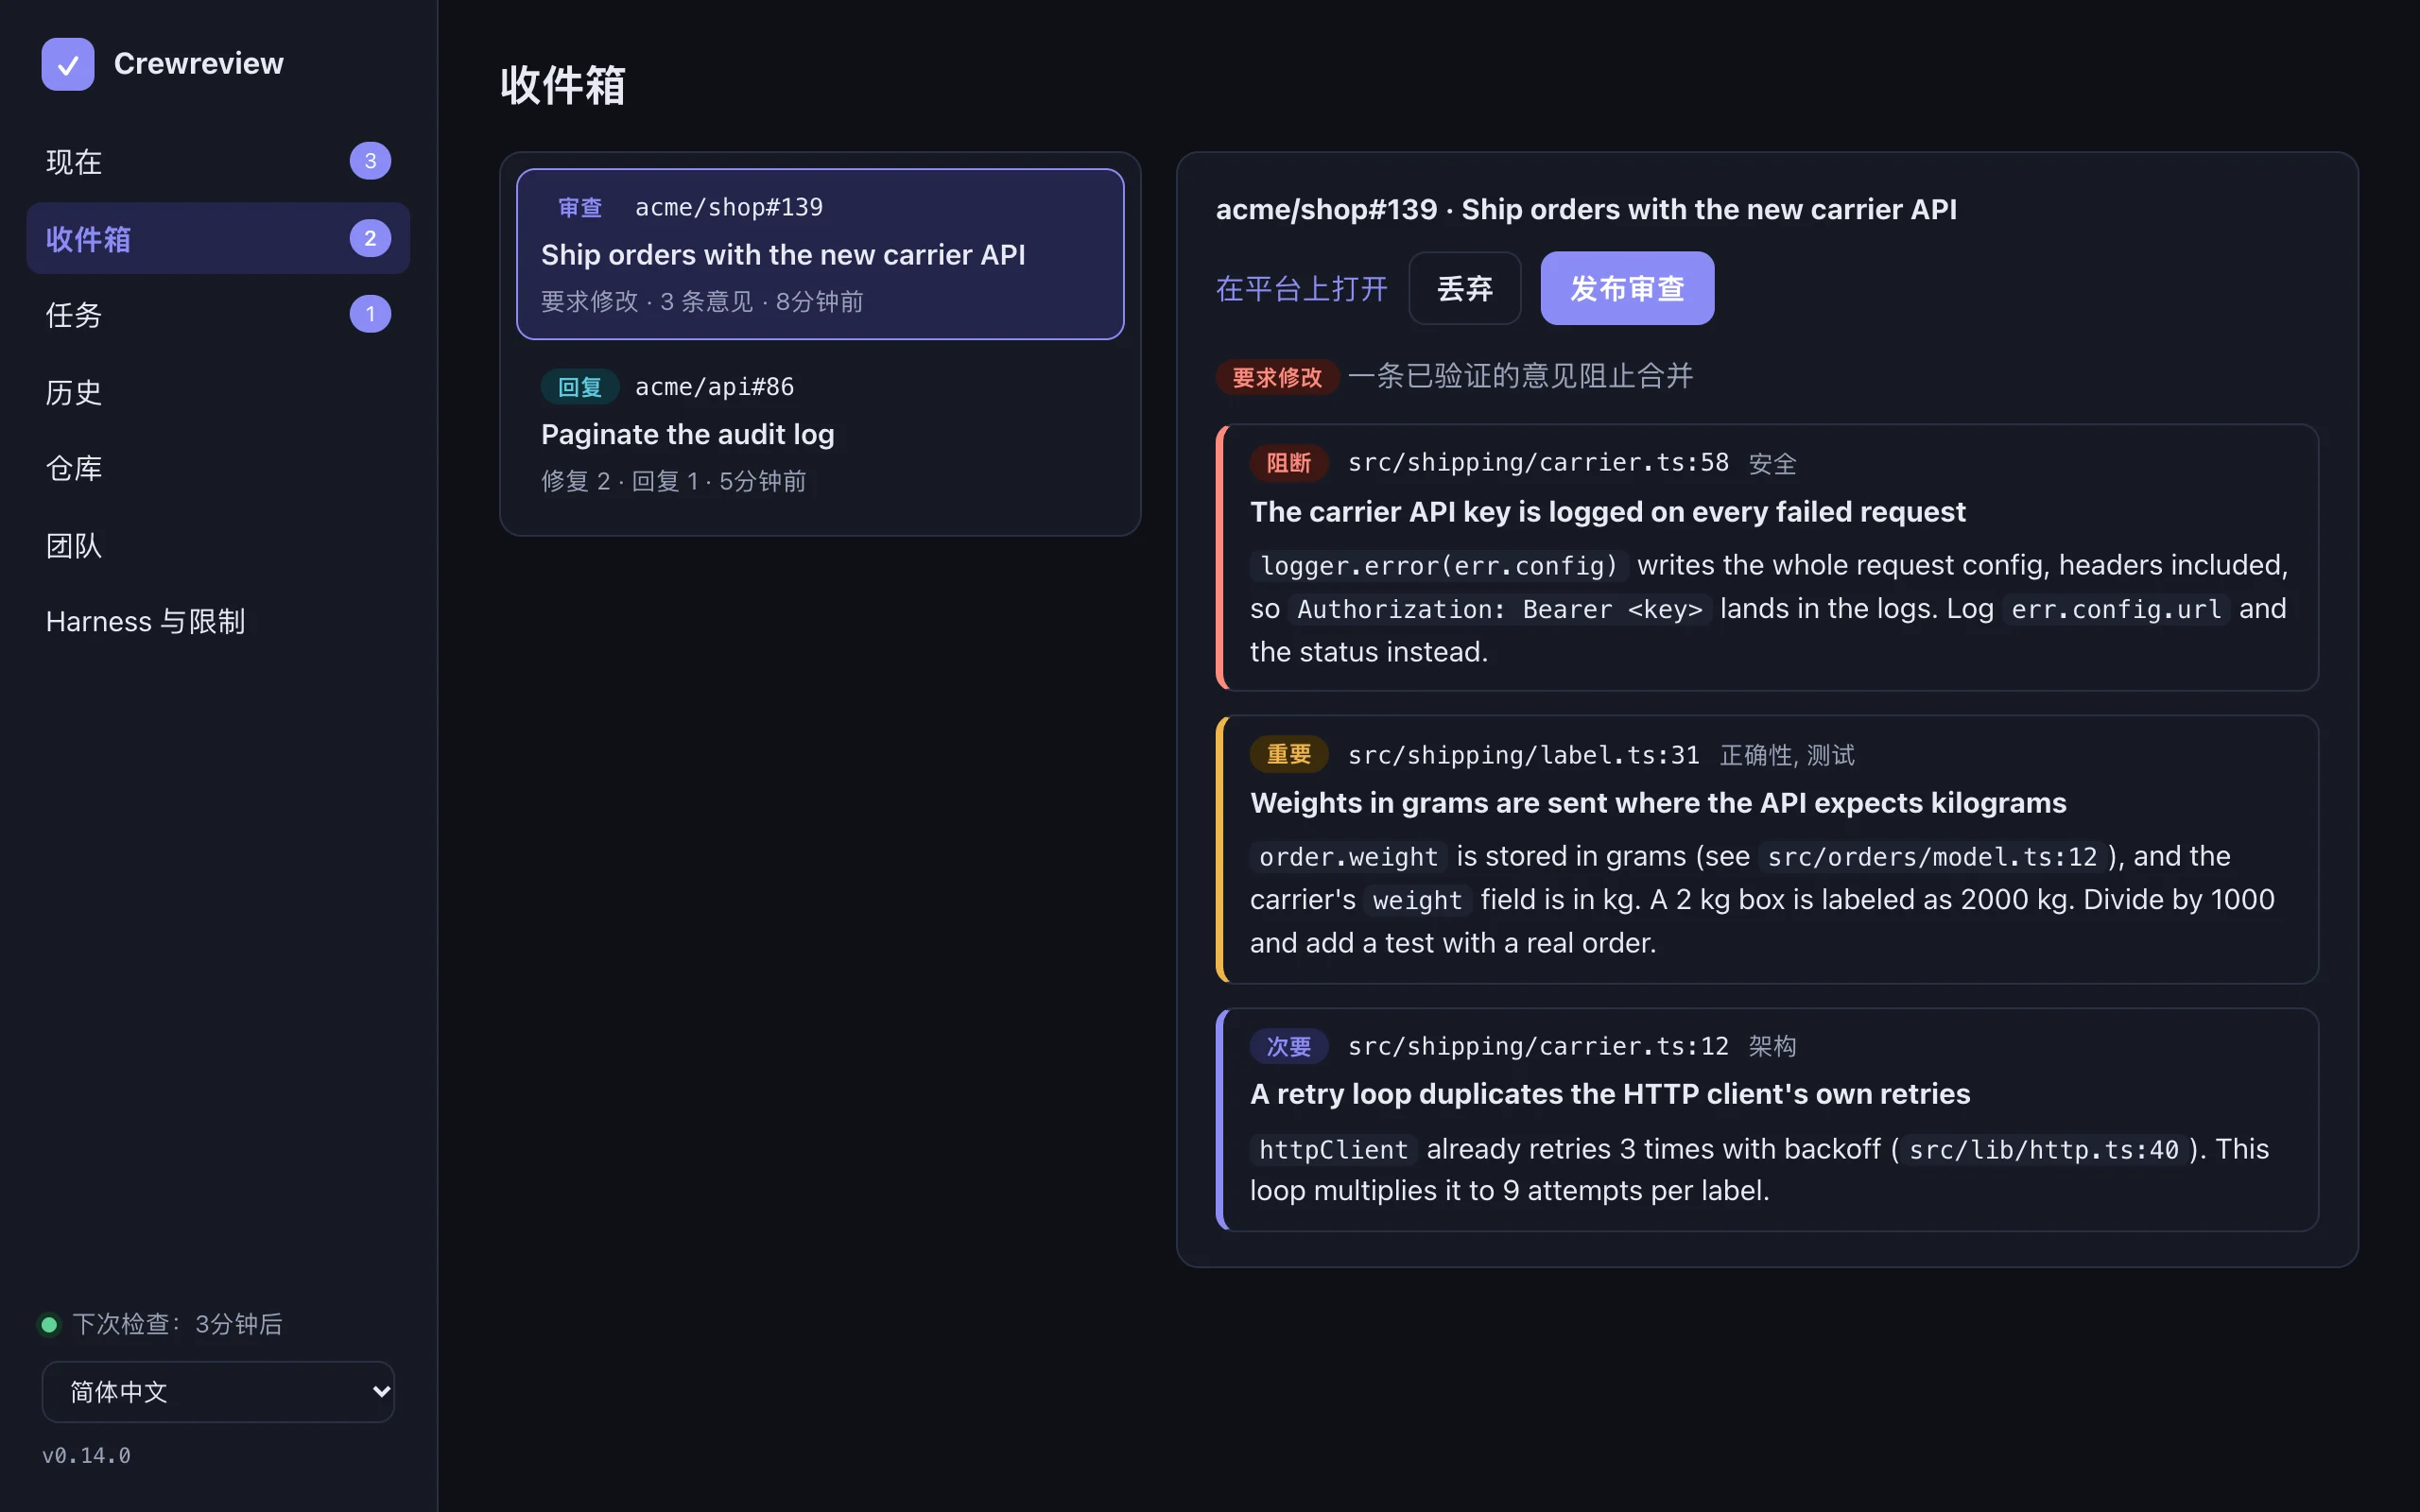 Crewreview
现在 3
收件箱 2
任务 1
历史
仓库
团队
Harness 与限制
下次检查：3分钟后
简体中文
v0.14.0
收件箱
审查 acme/shop#139
Ship orders with the new carrier API
要求修改 · 3 条意见 · 8分钟前
回复 acme/api#86
Paginate the audit log
修复 2 · 回复 1 · 5分钟前
acme/shop#139 · Ship orders with the new carrier API
在平台上打开 丢弃 发布审查
要求修改 一条已验证的意见阻止合并
阻断 src/shipping/carrier.ts:58 安全
The carrier API key is logged on every failed request
logger.error(err.config) writes the whole request config, headers included,
so Authorization: Bearer <key> lands in the logs. Log err.config.url and
the status instead.
重要 src/shipping/label.ts:31 正确性, 测试
Weights in grams are sent where the API expects kilograms
order.weight is stored in grams (see src/orders/model.ts:12), and the
carrier's weight field is in kg. A 2 kg box is labeled as 2000 kg. Divide by 1000
and add a test with a real order.
次要 src/shipping/carrier.ts:12 架构
A retry loop duplicates the HTTP client's own retries
httpClient already retries 3 times with backoff (src/lib/http.ts:40). This
loop multiplies it to 9 attempts per label.